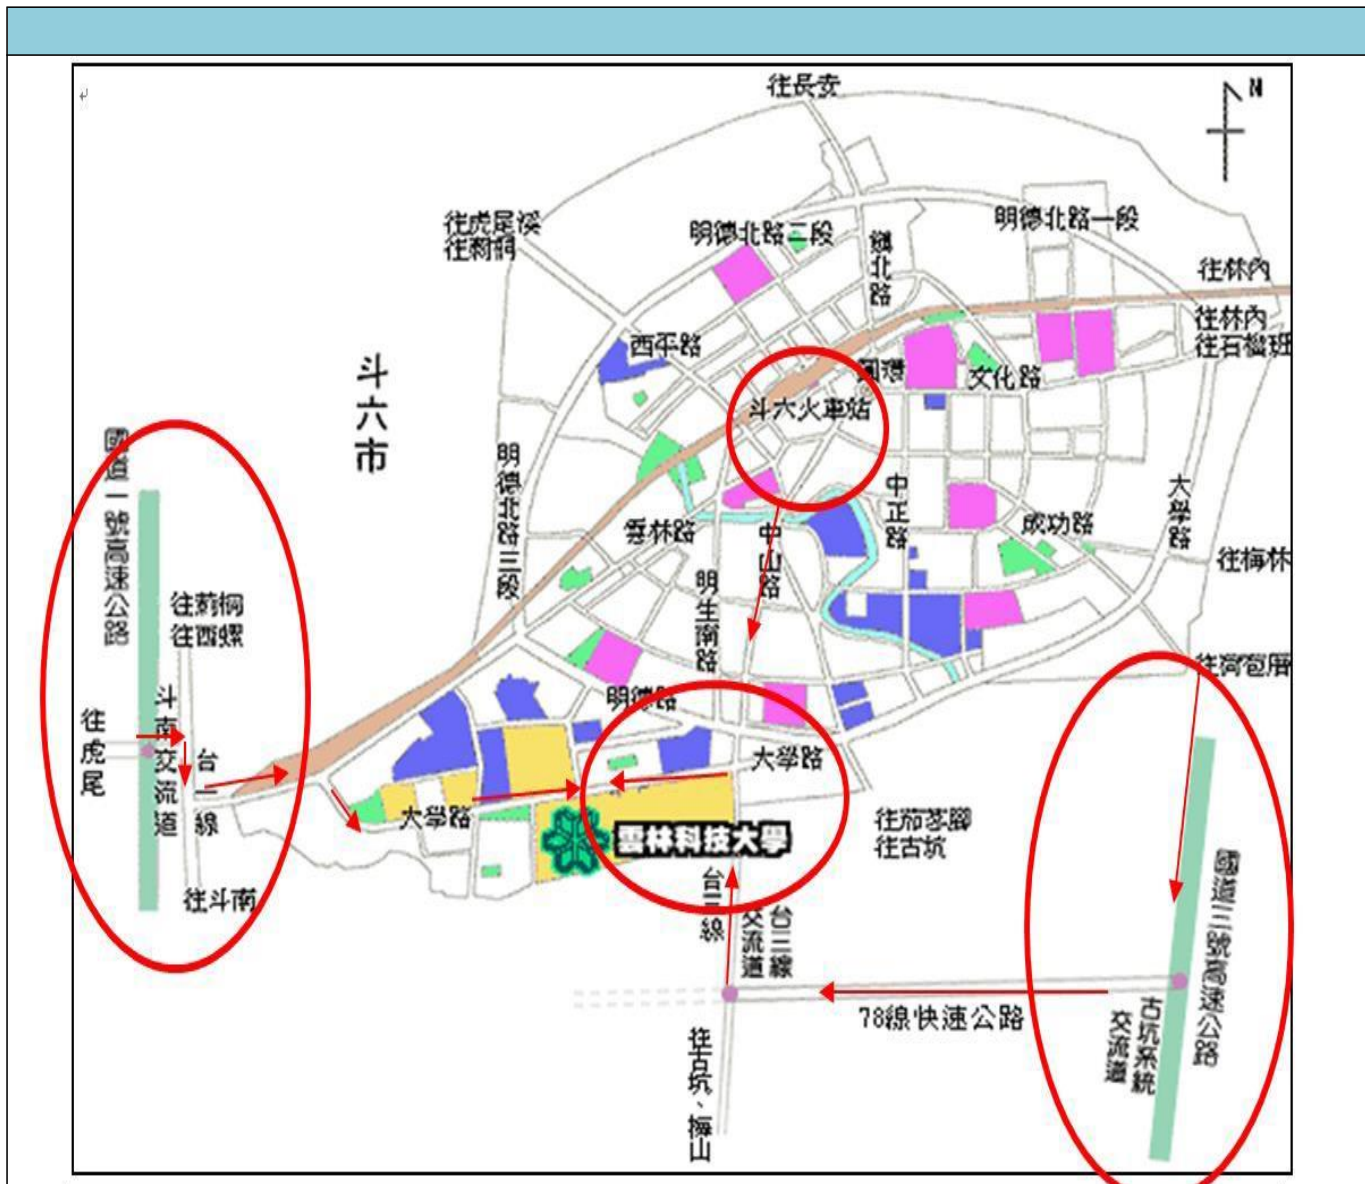 往長安
N
往虎尾溪
往莿桐
明德北路二段
明德北路一段
鎮北路
往林內
往林內
往石榴班
西平路
圓環
文化路
斗六火車站
斗六市
國道一號高速公路
明德北路三段
中正路
大學路
成功路
雲林路
中山路
往梅林
往莿桐
往西螺
明生南路
往荷包厝
明德路
往虎尾
斗南交流道
台一線
大學路
大學路
雲林科技大學
往茄苳腳
往古坑
往斗南
台三線
台三線
交流道
國道三號高速公路
78線快速公路
古坑系統
交流道
往古坑、梅山